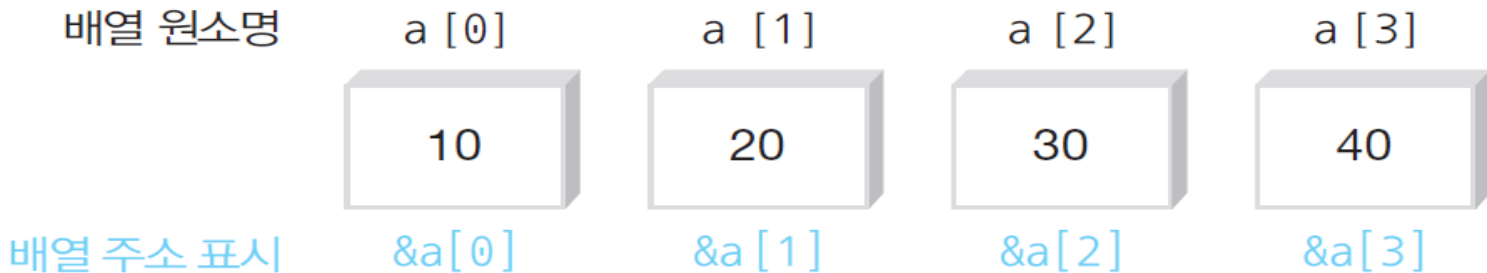 배열 원소명 a [0] a [1] a [2] a [3]
10 20 30 40
배열 주소 표시 &a[0] &a[1] &a[2] &a[3]